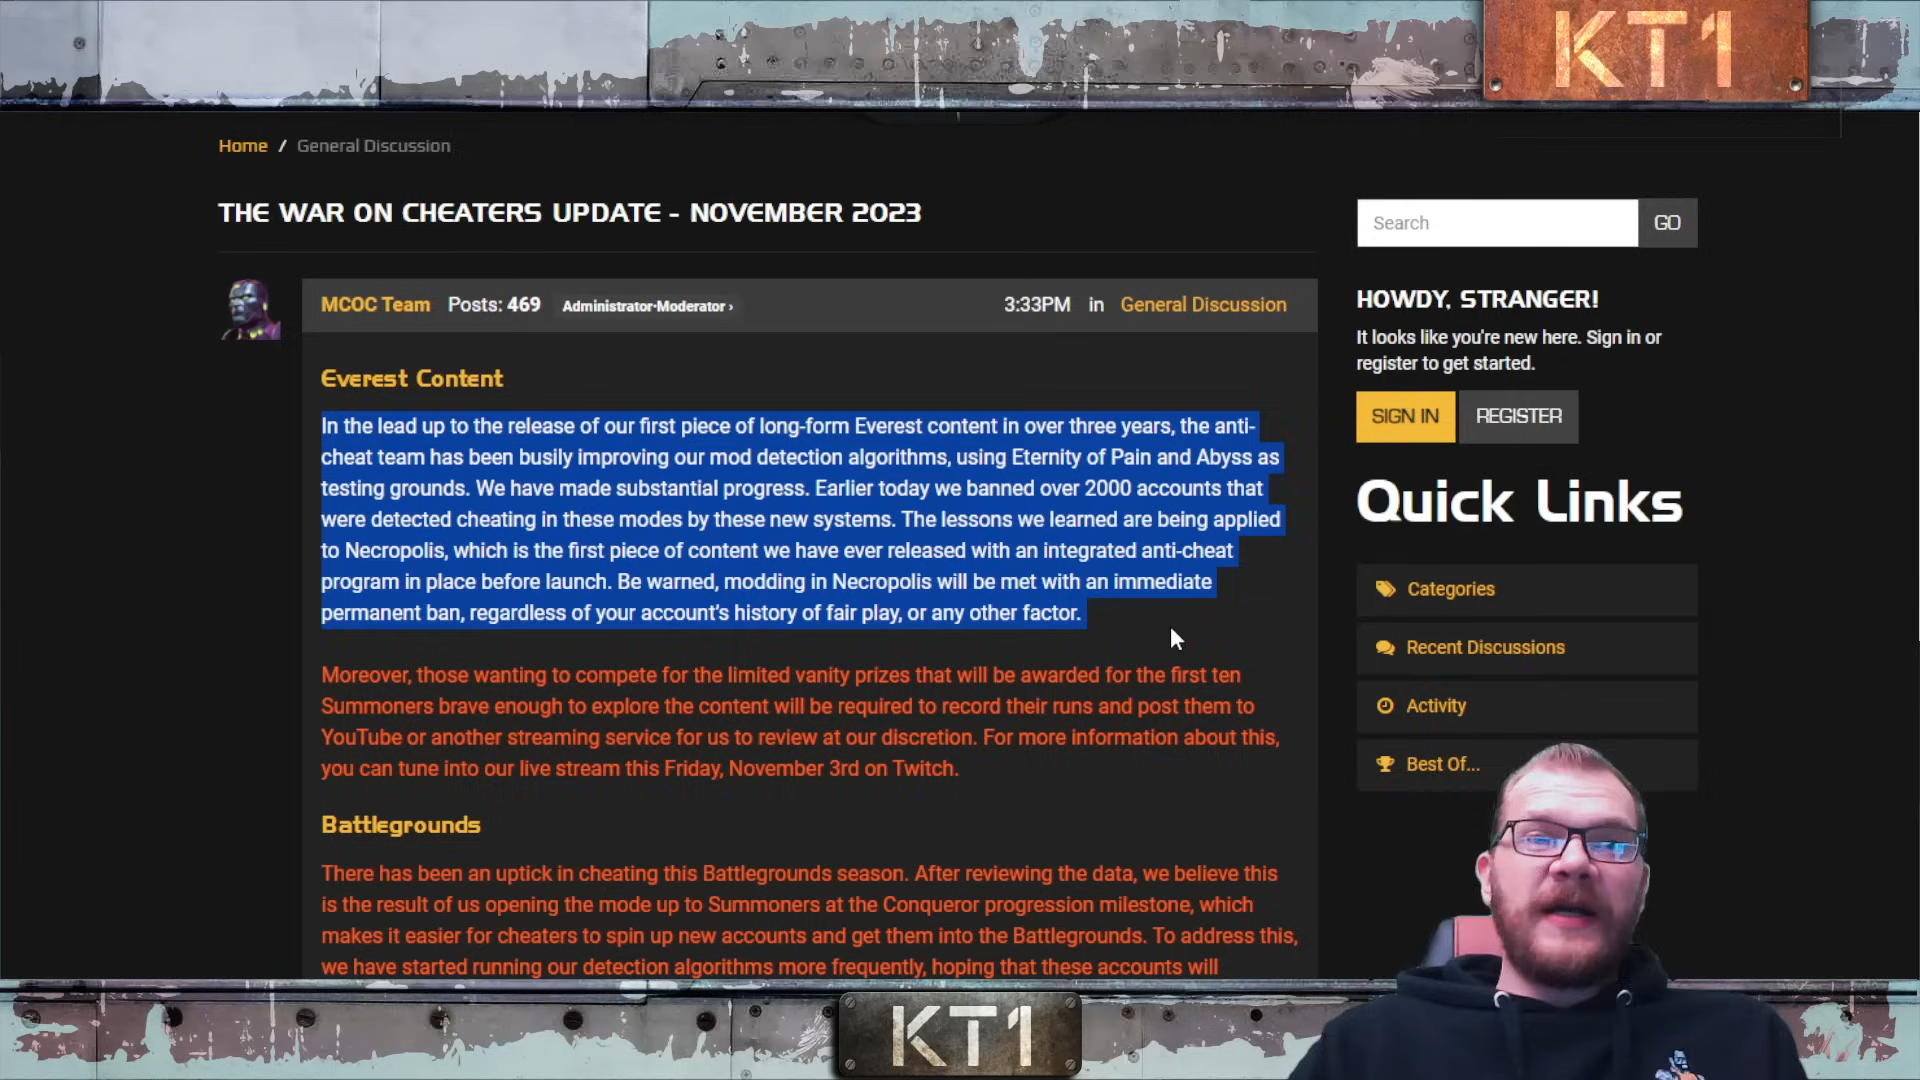 KT1
Home / General Discussion
THE WAR ON CHEATERS UPDATE - NOVEMBER 2023
Search
GO
MCOC Team Posts: 469 Administrator·Moderator › 3:33PM in General Discussion
HOWDY, STRANGER!
It looks like you're new here. Sign in or
register to get started.
SIGN IN
REGISTER
Everest Content
In the lead up to the release of our first piece of long-form Everest content in over three years, the anti-
cheat team has been busily improving our mod detection algorithms, using Eternity of Pain and Abyss as
testing grounds. We have made substantial progress. Earlier today we banned over 2000 accounts that
were detected cheating in these modes by these new systems. The lessons we learned are being applied
to Necropolis, which is the first piece of content we have ever released with an integrated anti-cheat
program in place before launch. Be warned, modding in Necropolis will be met with an immediate
permanent ban, regardless of your account's history of fair play, or any other factor.
Moreover, those wanting to compete for the limited vanity prizes that will be awarded for the first ten
Summoners brave enough to explore the content will be required to record their runs and post them to
YouTube or another streaming service for us to review at our discretion. For more information about this,
you can tune into our live stream this Friday, November 3rd on Twitch.
Battlegrounds
There has been an uptick in cheating this Battlegrounds season. After reviewing the data, we believe this
is the result of us opening the mode up to Summoners at the Conqueror progression milestone, which
makes it easier for cheaters to spin up new accounts and get them into the Battlegrounds. To address this,
we have started running our detection algorithms more frequently, hoping that these accounts will
Quick Links
Categories
Recent Discussions
Activity
Best Of...
KT1